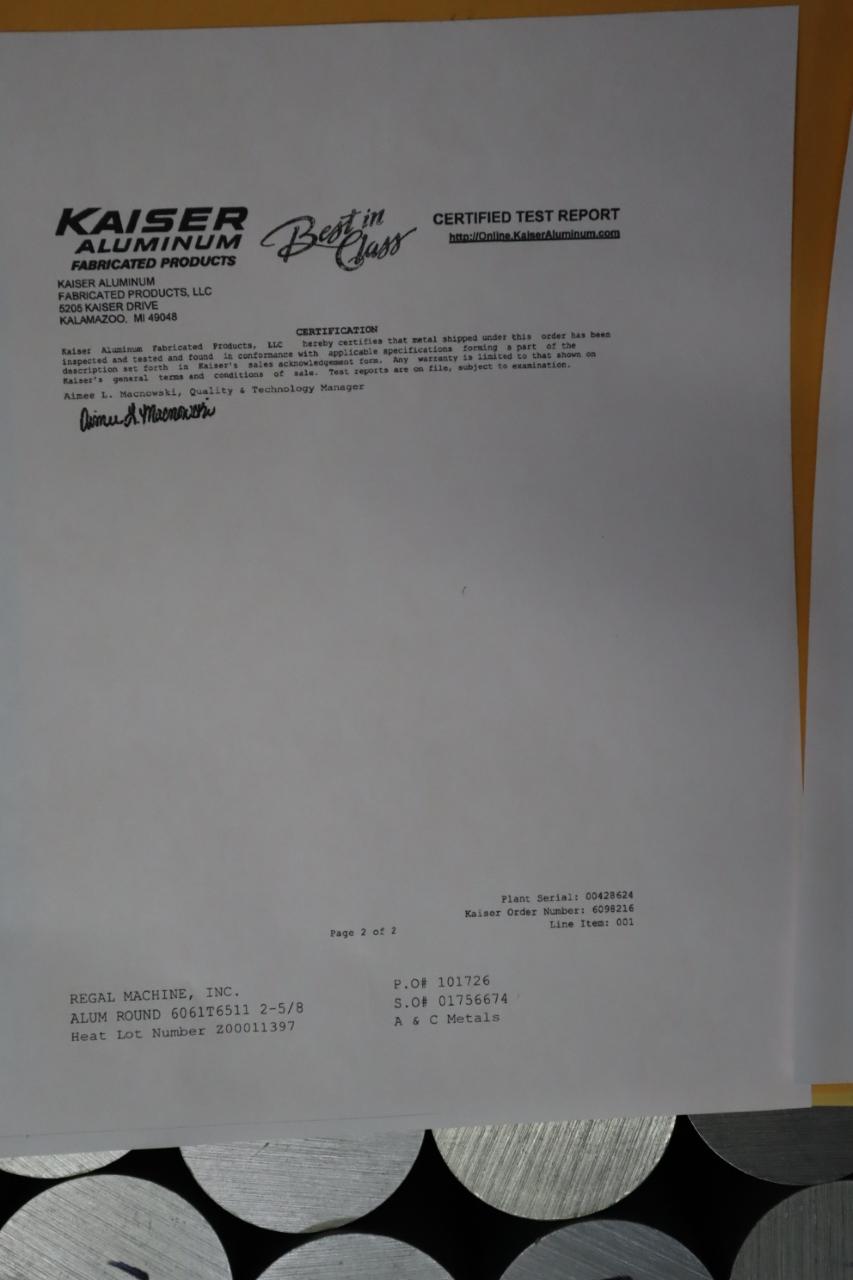 KAISER
ALUMINUM
FABRICATED PRODUCTS
Best in
Class
CERTIFIED TEST REPORT
http://Online.KaiserAluminum.com
KAISER ALUMINUM
FABRICATED PRODUCTS, LLC
5205 KAISER DRIVE
KALAMAZOO, MI 49048
CERTIFICATION
Kaiser Aluminum Fabricated Products, LLC hereby certifies that metal shipped under this order has been
inspected and tested and found in conformance with applicable specifications forming a part of the
description set forth in Kaiser's sales acknowledgement form. Any warranty is limited to that shown on
Kaiser's general terms and conditions of sale. Test reports are on file, subject to examination.
Aimee L. Macnowski, Quality & Technology Manager
Aimee L. Macnowski
Plant Serial: 00428624
Kaiser Order Number: 6098216
Line Item: 001
Page 2 of 2
REGAL MACHINE, INC.
ALUM ROUND 6061T6511 2-5/8
Heat Lot Number Z00011397
P.O# 101726
S.O# 01756674
A & C Metals